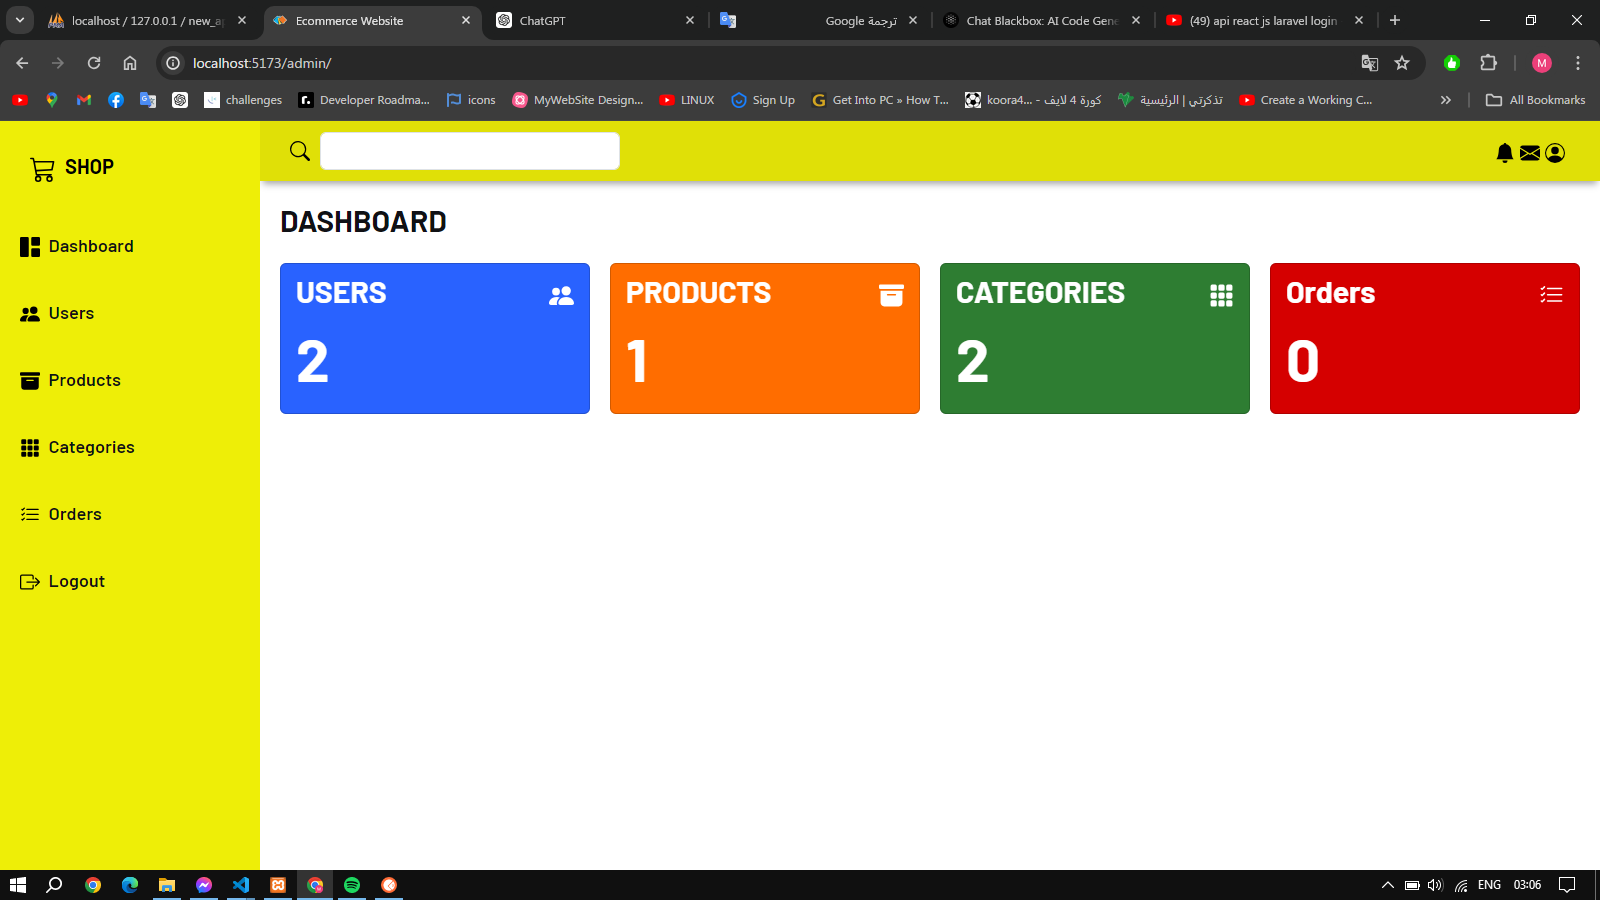 localhost / 127.0.0.1 / new_a
Ecommerce Website
ChatGPT
ترجمة Google
Chat Blackbox: AI Code Gene
(49) api react js laravel login
localhost:5173/admin/
M
challenges
Developer Roadma...
icons
MyWebSite Design...
LINUX
Sign Up
Get Into PC » How T...
koora4... - كورة 4 لايف
تذكرتي | الرئيسية
Create a Working C...
All Bookmarks
SHOP
Dashboard
Users
Products
Categories
Orders
Logout
DASHBOARD
USERS
2
PRODUCTS
1
CATEGORIES
2
Orders
0
ENG
03:06